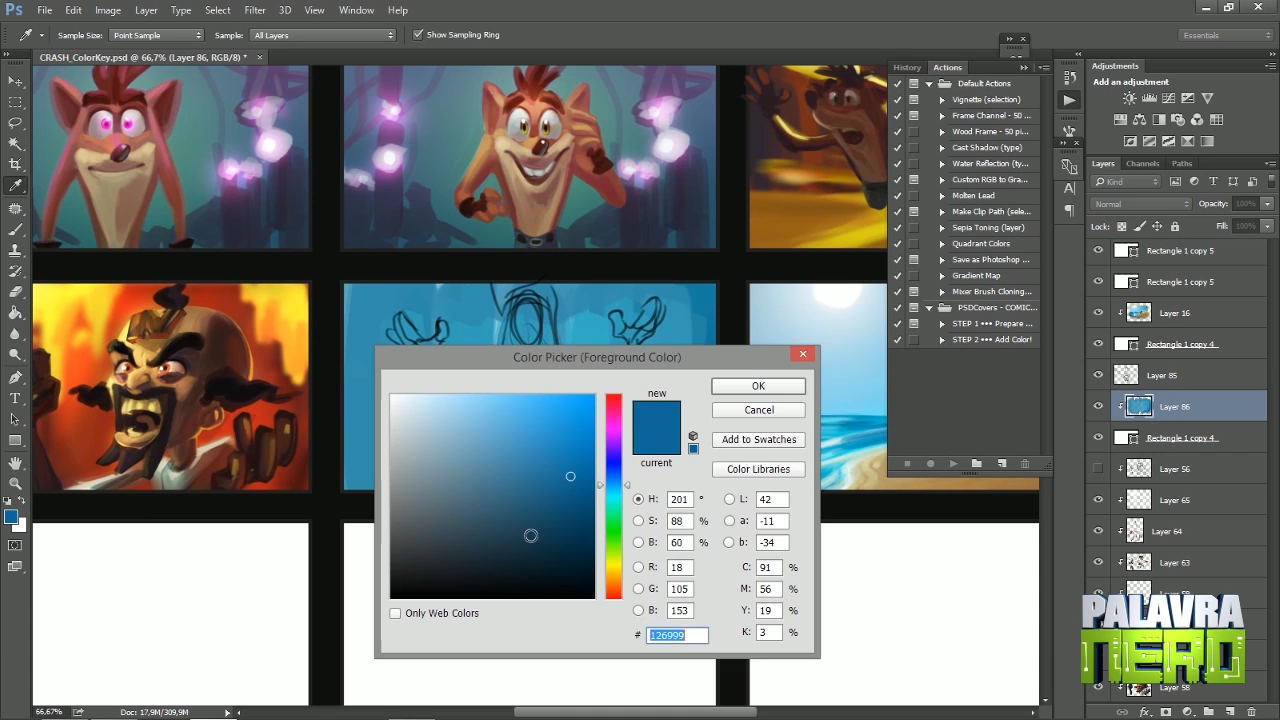 Ps File Edit Image Layer Type Select Filter 3D View Window Help
Sample Size: Point Sample Sample: All Layers Show Sampling Ring Essentials
CRASH_ColorKey.psd @ 66,7% (Layer 86, RGB/8) * ×
History Actions
Default Actions
Vignette (selection)
Frame Channel - 50 ...
Wood Frame - 50 pi...
Cast Shadow (type)
Water Reflection (ty...
Custom RGB to Gra...
Molten Lead
Make Clip Path (sele...
Sepia Toning (layer)
Quadrant Colors
Save as Photoshop ...
Gradient Map
Mixer Brush Cloning...
PSDCovers - COMIC...
STEP 1 ••• Prepare ...
STEP 2 ••• Add Color!
Adjustments
Add an adjustment
Layers Channels Paths
Kind
Normal Opacity: 100%
Lock: Fill: 100%
Rectangle 1 copy 5
Rectangle 1 copy 5
Layer 16
Rectangle 1 copy 4
Layer 85
Layer 86
Rectangle 1 copy 4
Layer 56
Layer 65
Layer 64
Layer 63
Layer 58
Color Picker (Foreground Color)
new
current
OK
Cancel
Add to Swatches
Color Libraries
H: 201 ° L: 42
S: 88 % a: -11
B: 60 % b: -34
R: 18 C: 91 %
G: 105 M: 56 %
B: 153 Y: 19 %
# 126999 K: 3 %
Only Web Colors
PALAVRA
NERD
66,67% Doc: 17,9M/309,9M